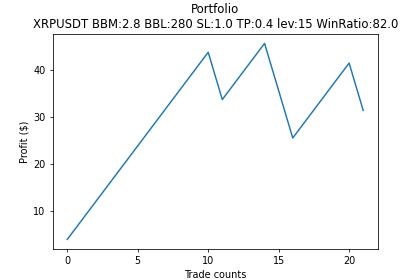 Portfolio
XRPUSDT BBM:2.8 BBL:280 SL:1.0 TP:0.4 lev:15 WinRatio:82.0
40
30
20
10
Profit ($)
0 5 10 15 20
Trade counts